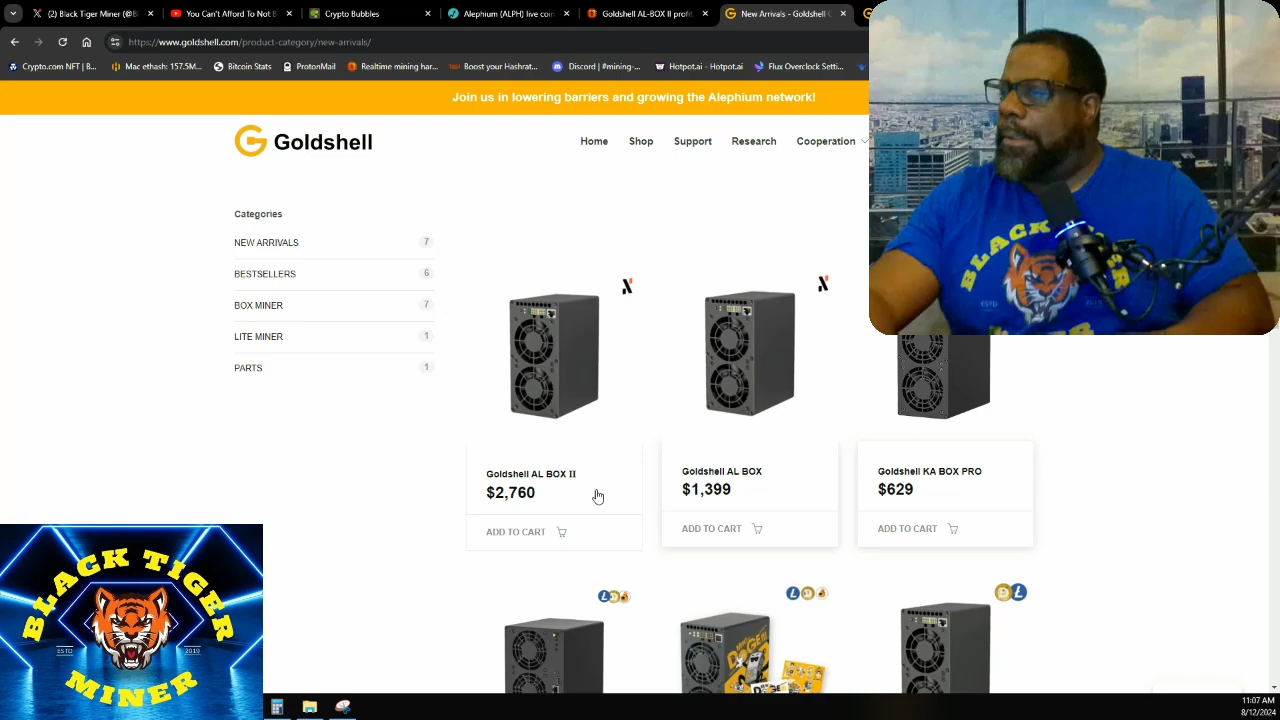 (2) Black Tiger Miner (@Bl
You Can't Afford To Not B
Crypto Bubbles
Alephium (ALPH) live coin
Goldshell AL-BOX II profit
New Arrivals - Goldshell C
https://www.goldshell.com/product-category/new-arrivals/
Crypto.com NFT | B...
Mac ethash: 157.5M...
Bitcoin Stats
ProtonMail
Realtime mining har...
Boost your Hashrat...
Discord | #mining-...
Hotpot.ai - Hotpot.ai
Flux Overclock Setti...
Join us in lowering barriers and growing the Alephium network!
Goldshell
Home
Shop
Support
Research
Cooperation
Categories
NEW ARRIVALS 7
BESTSELLERS 6
BOX MINER 7
LITE MINER 1
PARTS 1
Goldshell AL BOX II
$2,760
ADD TO CART
Goldshell AL BOX
$1,399
ADD TO CART
Goldshell KA BOX PRO
$629
ADD TO CART
BLACK TIGER
ESTD 2019
MINER
11:07 AM
8/12/2024